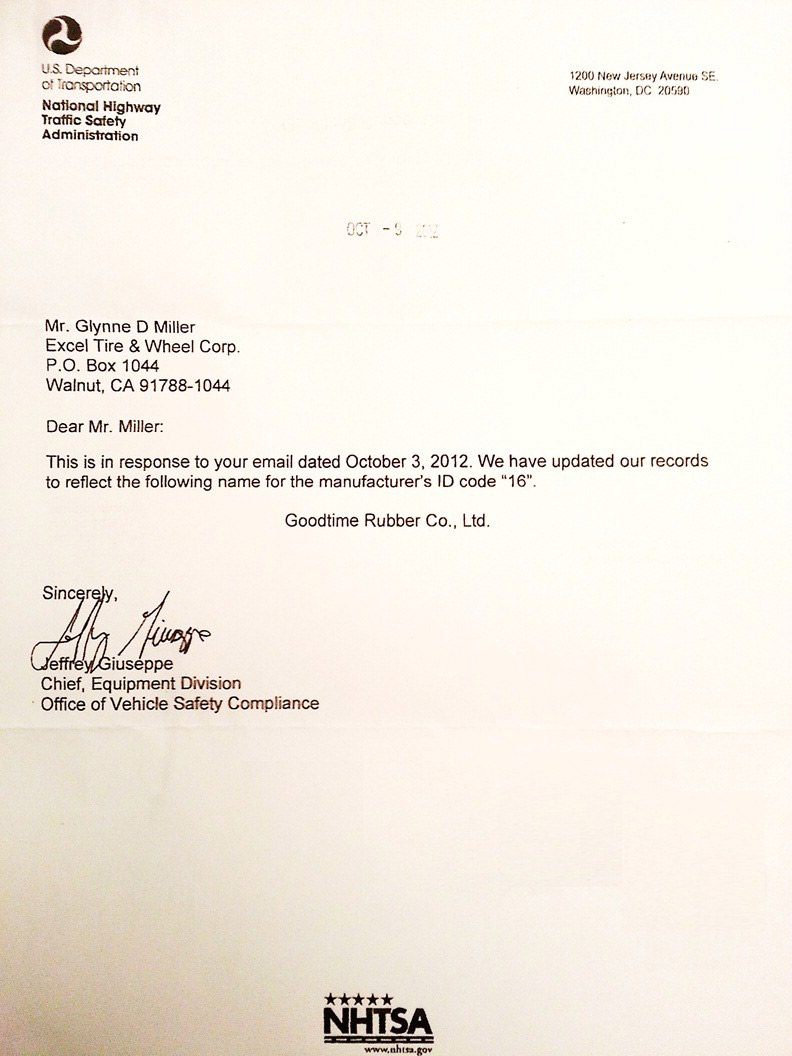 U.S. Department
of Transportation
National Highway
Traffic Safety
Administration
1200 New Jersey Avenue SE.
Washington, DC 20590
OCT - 5 2012
Mr. Glynne D Miller
Excel Tire & Wheel Corp.
P.O. Box 1044
Walnut, CA 91788-1044
Dear Mr. Miller:
This is in response to your email dated October 3, 2012. We have updated our records
to reflect the following name for the manufacturer's ID code “16”.
Goodtime Rubber Co., Ltd.
Sincerely,
Jeffrey Giuseppe
Chief, Equipment Division
Office of Vehicle Safety Compliance
NHTSA
www.nhtsa.gov